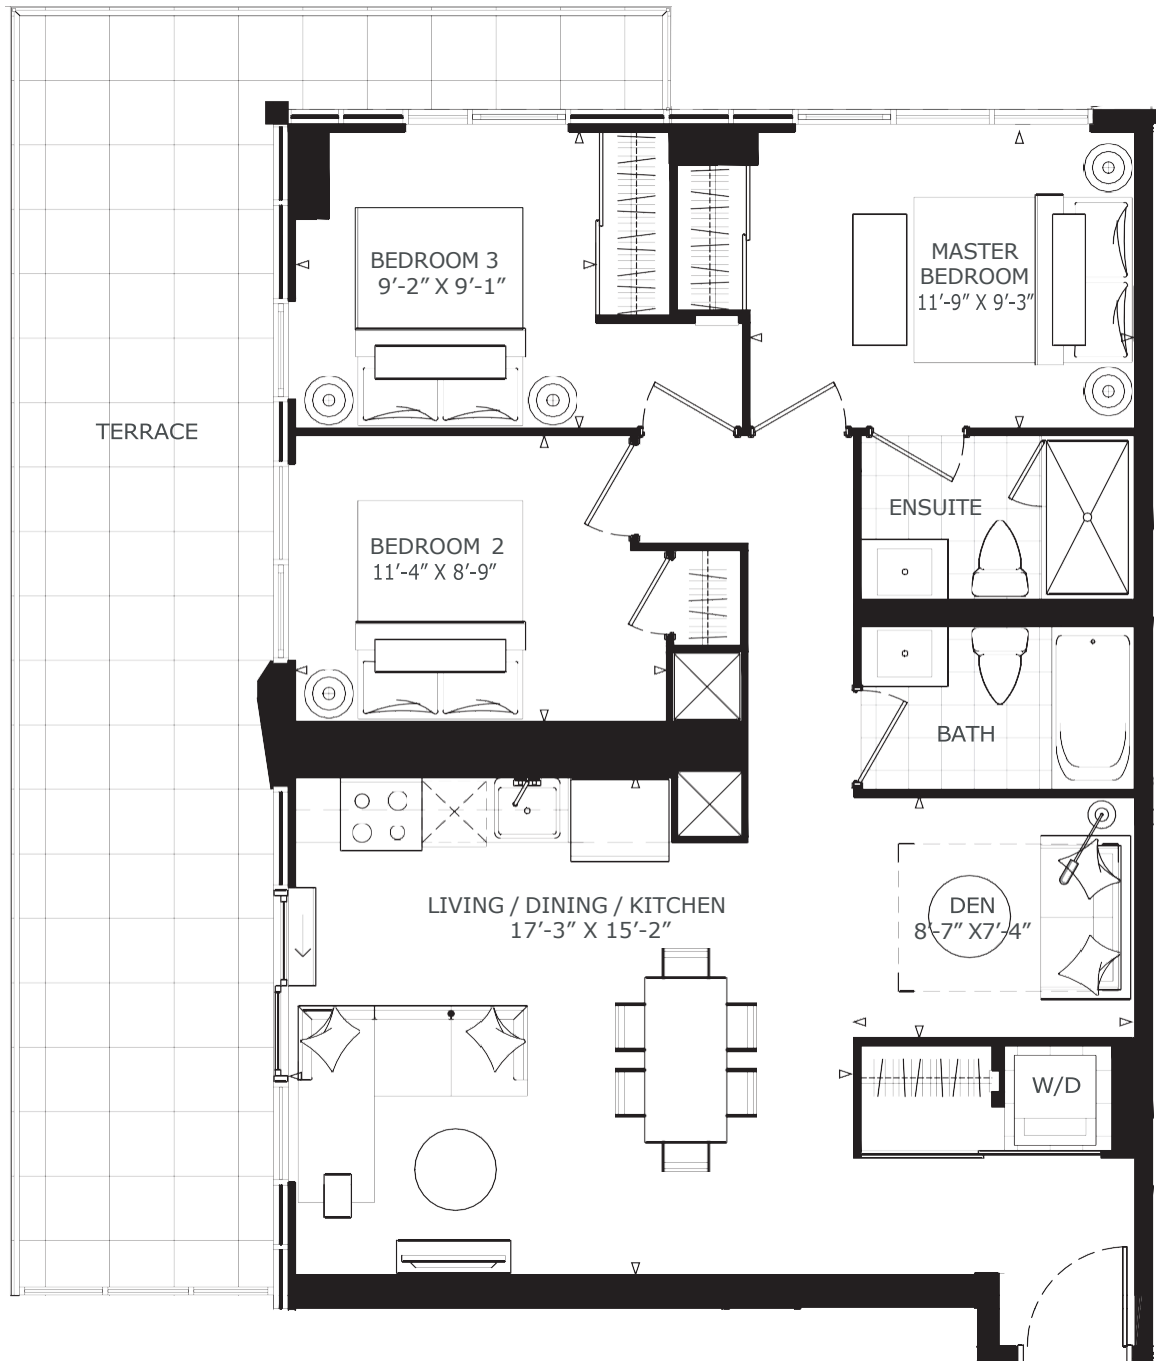 BEDROOM 3
9'-2” X 9'-1”
MASTER
BEDROOM
11'-9” X 9'-3”
TERRACE
ENSUITE
BEDROOM 2
11'-4” X 8'-9”
BATH
LIVING / DINING / KITCHEN
17'-3” X 15'-2”
DEN
8'-7” X7'-4”
W/D